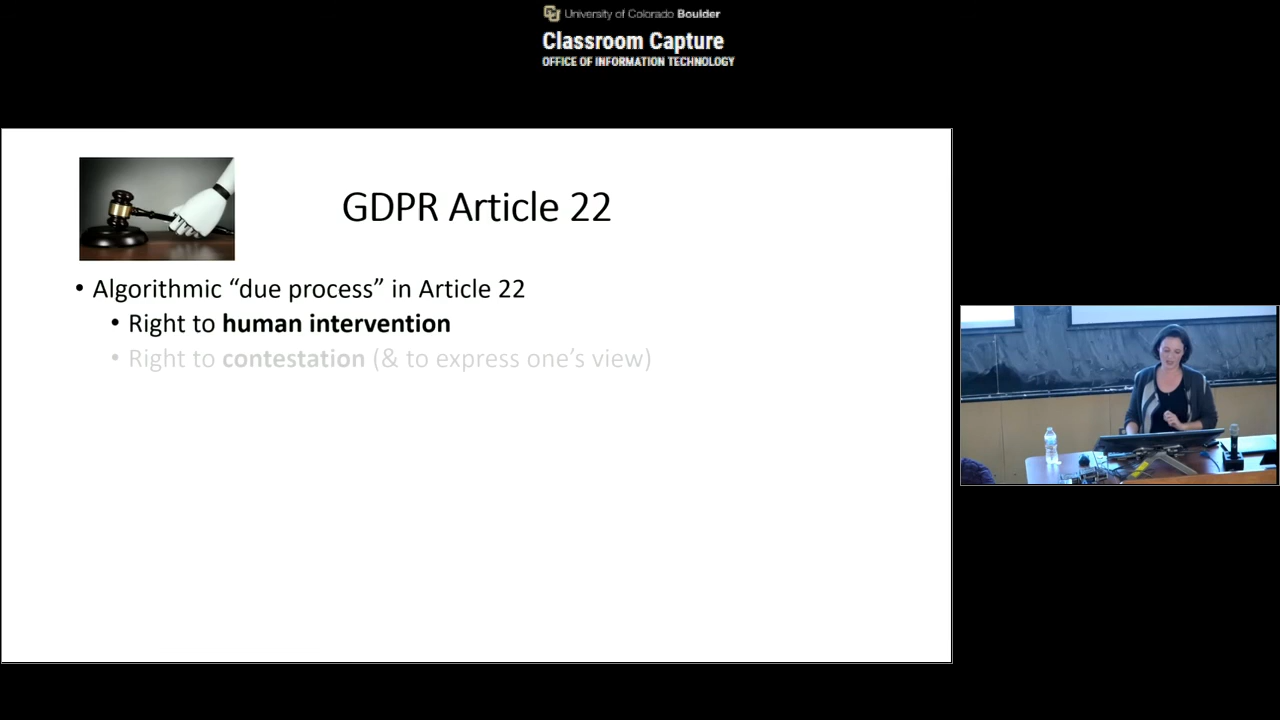 University of Colorado Boulder
Classroom Capture
OFFICE OF INFORMATION TECHNOLOGY
GDPR Article 22
• Algorithmic “due process” in Article 22
• Right to human intervention
• Right to contestation (& to express one’s view)